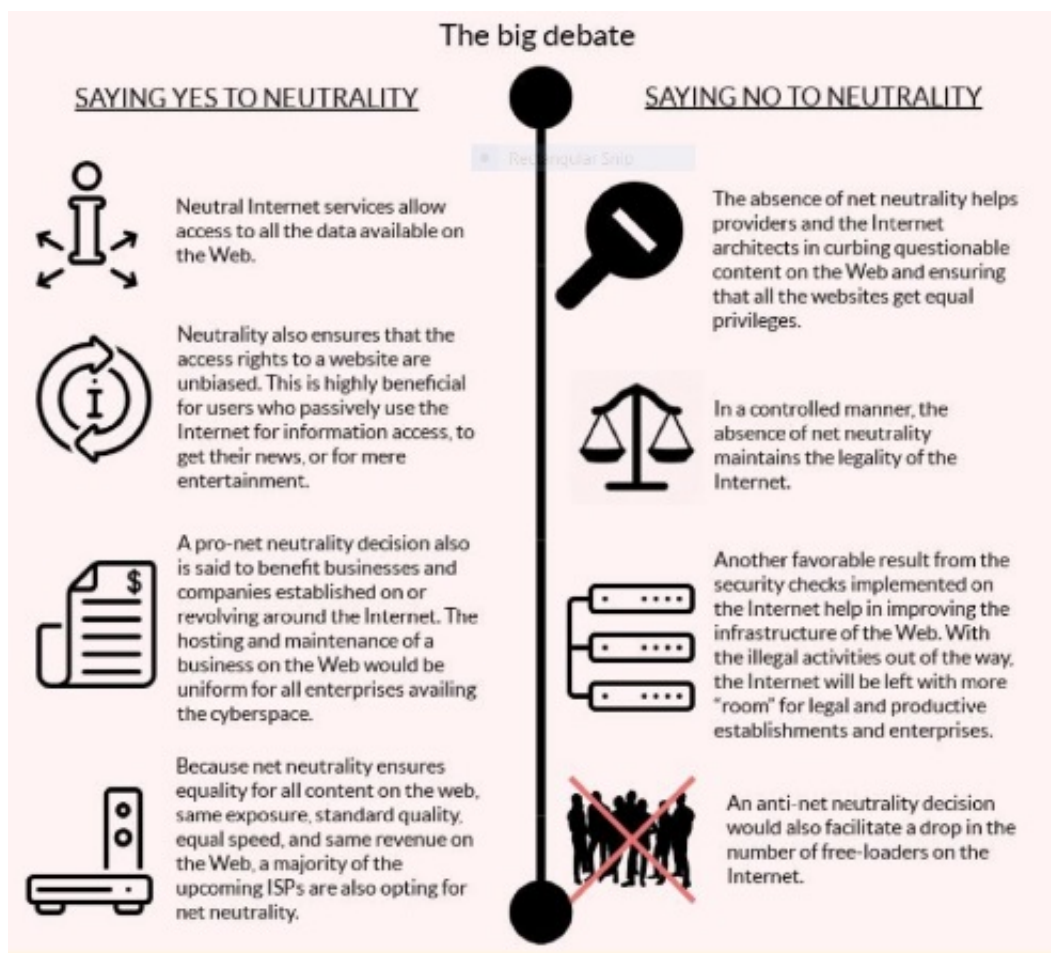 The big debate
SAYING YES TO NEUTRALITY
Neutral Internet services allow
access to all the data available on
the Web.
Neutrality also ensures that the
access rights to a website are
unbiased. This is highly beneficial
for users who passively use the
Internet for information access, to
get their news, or for mere
entertainment.
$
A pro-net neutrality decision also
is said to benefit businesses and
companies established on or
revolving around the Internet. The
hosting and maintenance of a
business on the Web would be
uniform for all enterprises availing
the cyberspace.
Because net neutrality ensures
equality for all content on the web,
same exposure, standard quality,
equal speed, and same revenue on
the Web, a majority of the
upcoming ISPs are also opting for
net neutrality.
SAYING NO TO NEUTRALITY
Rectangular Snip
The absence of net neutrality helps
providers and the Internet
architects in curbing questionable
content on the Web and ensuring
that all the websites get equal
privileges.
In a controlled manner, the
absence of net neutrality
maintains the legality of the
Internet.
Another favorable result from the
security checks implemented on
the Internet help in improving the
infrastructure of the Web. With
the illegal activities out of the way,
the Internet will be left with more
"room" for legal and productive
establishments and enterprises.
An anti-net neutrality decision
would also facilitate a drop in the
number of free-loaders on the
Internet.